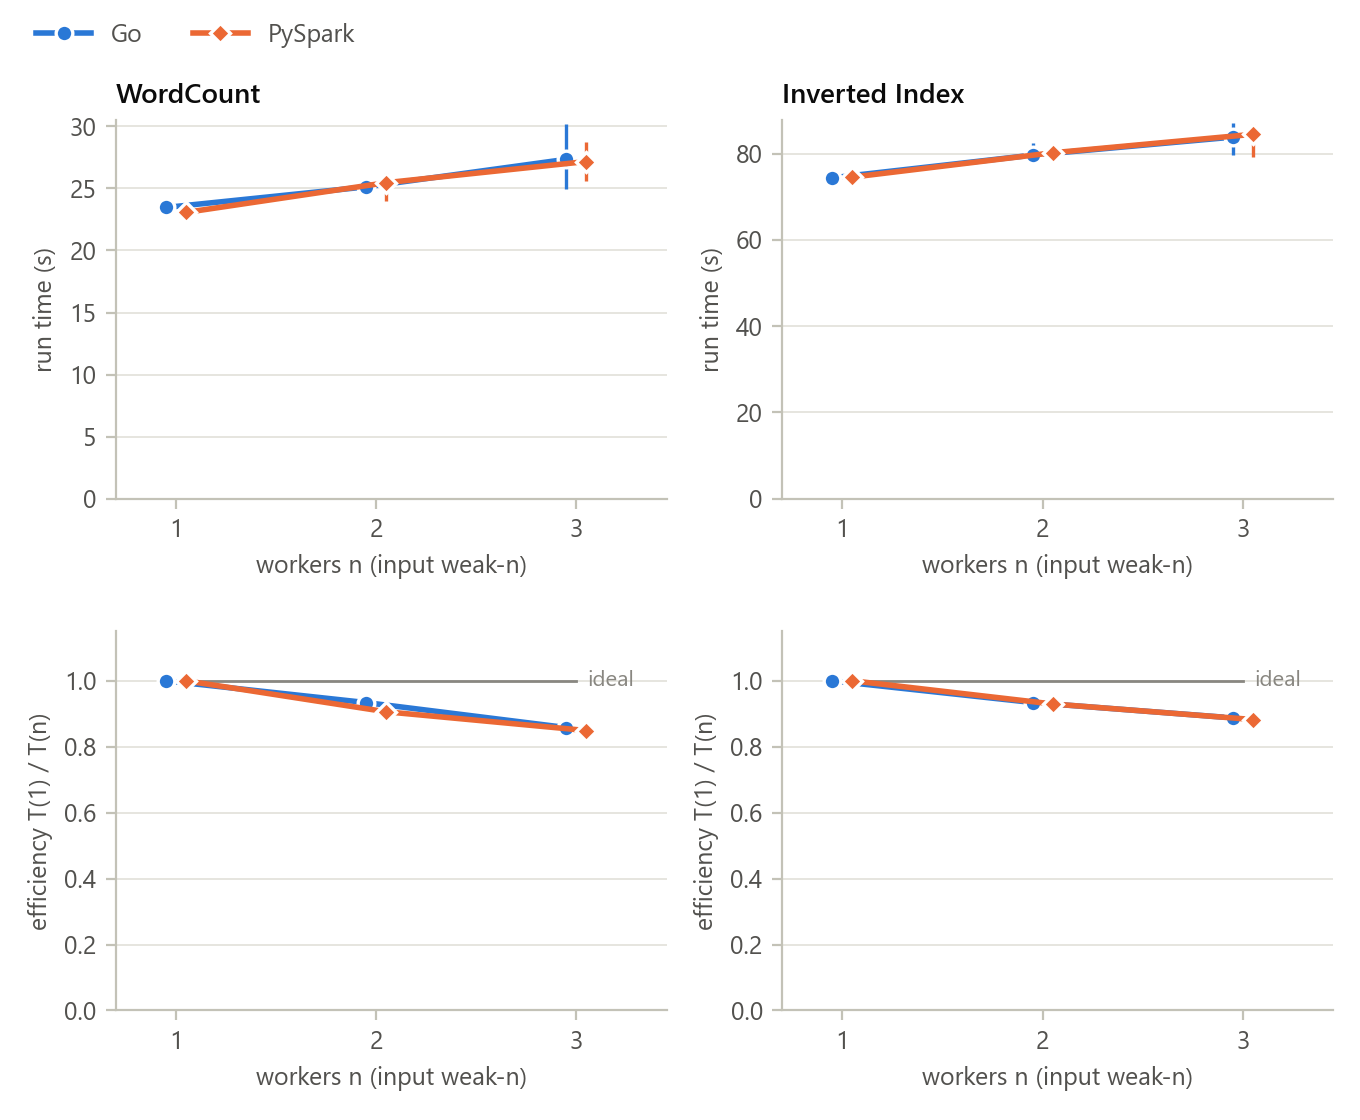 Go PySpark
WordCount
30
25
20
15
10
5
0
run time (s)
1 2 3
workers n (input weak-n)
Inverted Index
80
60
40
20
0
run time (s)
1 2 3
workers n (input weak-n)
1.0
0.8
0.6
0.4
0.2
0.0
efficiency T(1) / T(n)
ideal
1 2 3
workers n (input weak-n)
1.0
0.8
0.6
0.4
0.2
0.0
efficiency T(1) / T(n)
ideal
1 2 3
workers n (input weak-n)